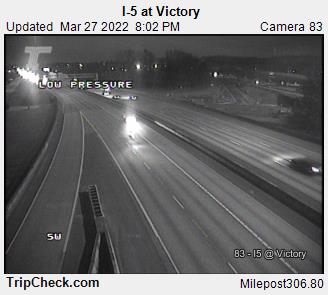 I-5 at Victory
Updated Mar 27 2022 8:02 PM Camera 83
LOW PRESSURE
SW
83 - I5 @ Victory
TripCheck.com Milepost306.80